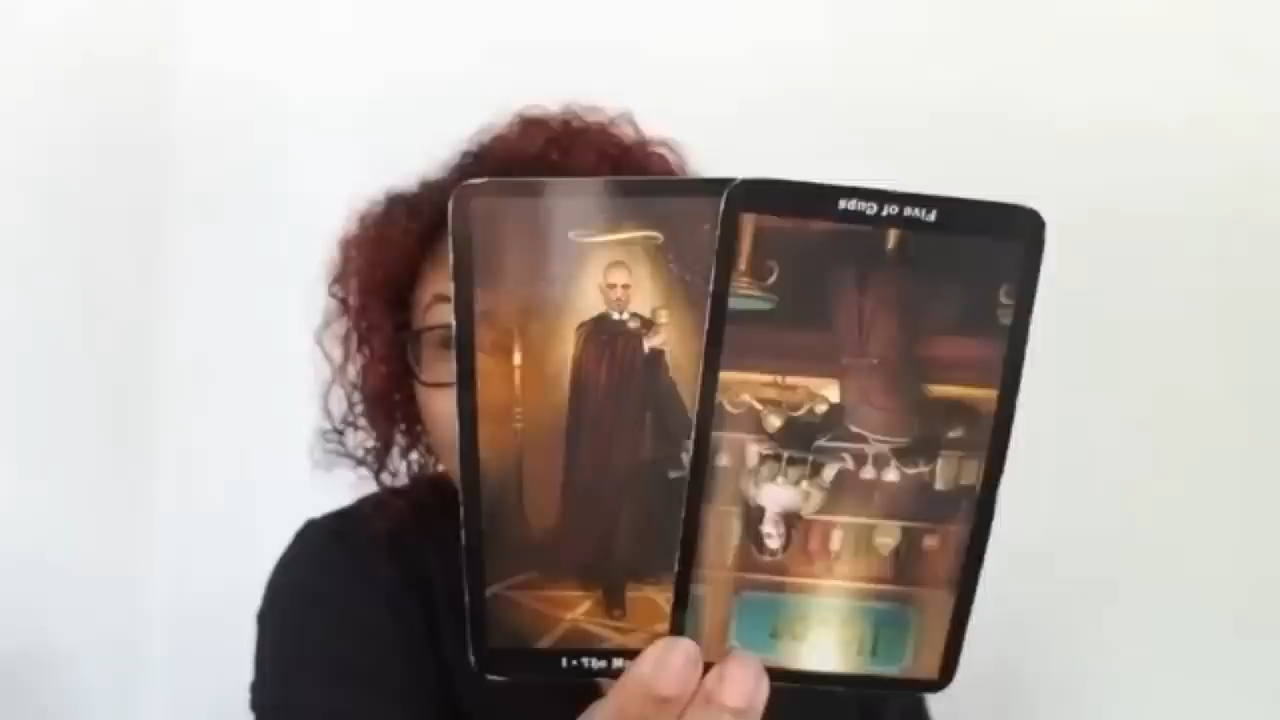 Five of Cups
I • The